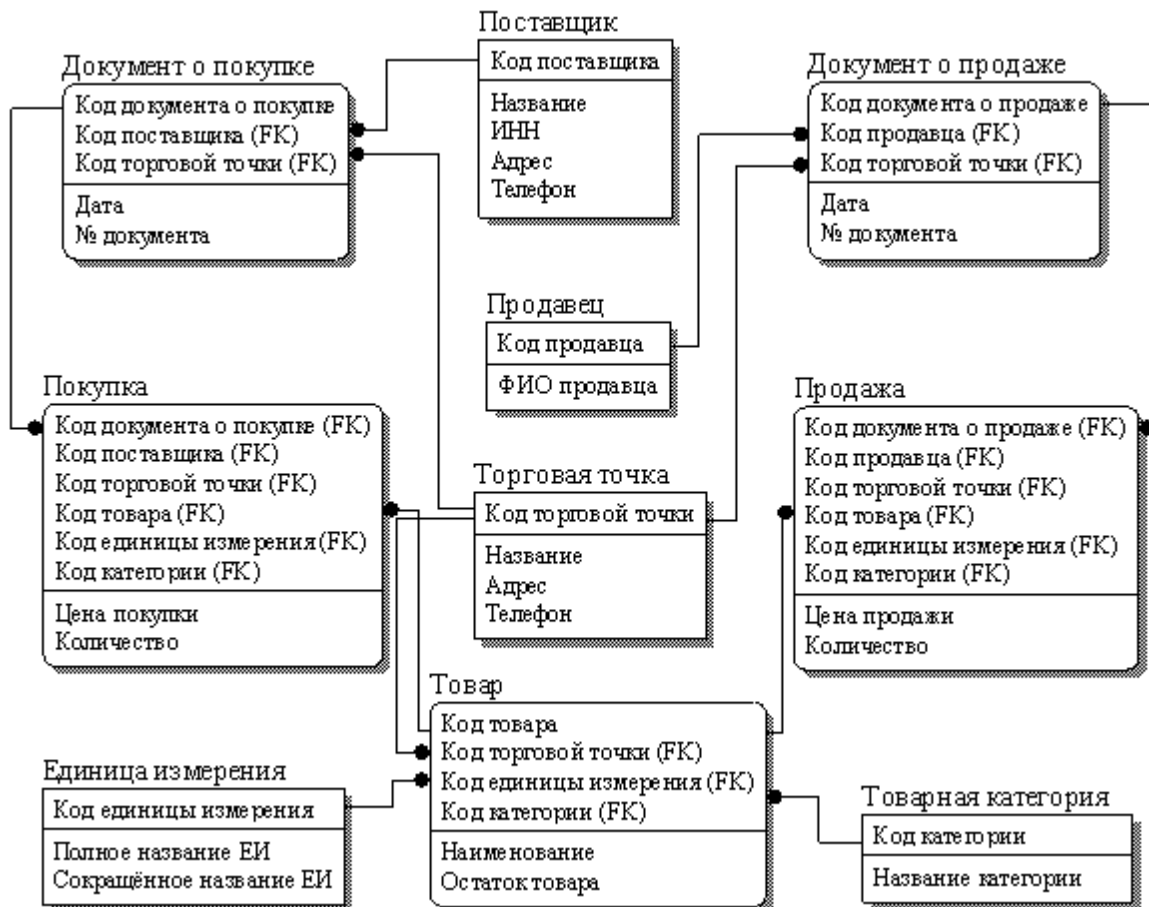 Поставщик
Код поставщика
Название
ИНН
Адрес
Телефон
Документ о покупке
Код документа о покупке
Код поставщика (FK)
Код торговой точки (FK)
Дата
№ документа
Документ о продаже
Код документа о продаже
Код продавца (FK)
Код торговой точки (FK)
Дата
№ документа
Продавец
Код продавца
ФИО продавца
Покупка
Код документа о покупке (FK)
Код поставщика (FK)
Код торговой точки (FK)
Код товара (FK)
Код единицы измерения (FK)
Код категории (FK)
Цена покупки
Количество
Торговая точка
Код торговой точки
Название
Адрес
Телефон
Продажа
Код документа о продаже (FK)
Код продавца (FK)
Код торговой точки (FK)
Код товара (FK)
Код единицы измерения (FK)
Код категории (FK)
Цена продажи
Количество
Товар
Код товара
Код торговой точки (FK)
Код единицы измерения (FK)
Код категории (FK)
Наименование
Остаток товара
Единица измерения
Код единицы измерения
Полное название ЕИ
Сокращённое название ЕИ
Товарная категория
Код категории
Название категории